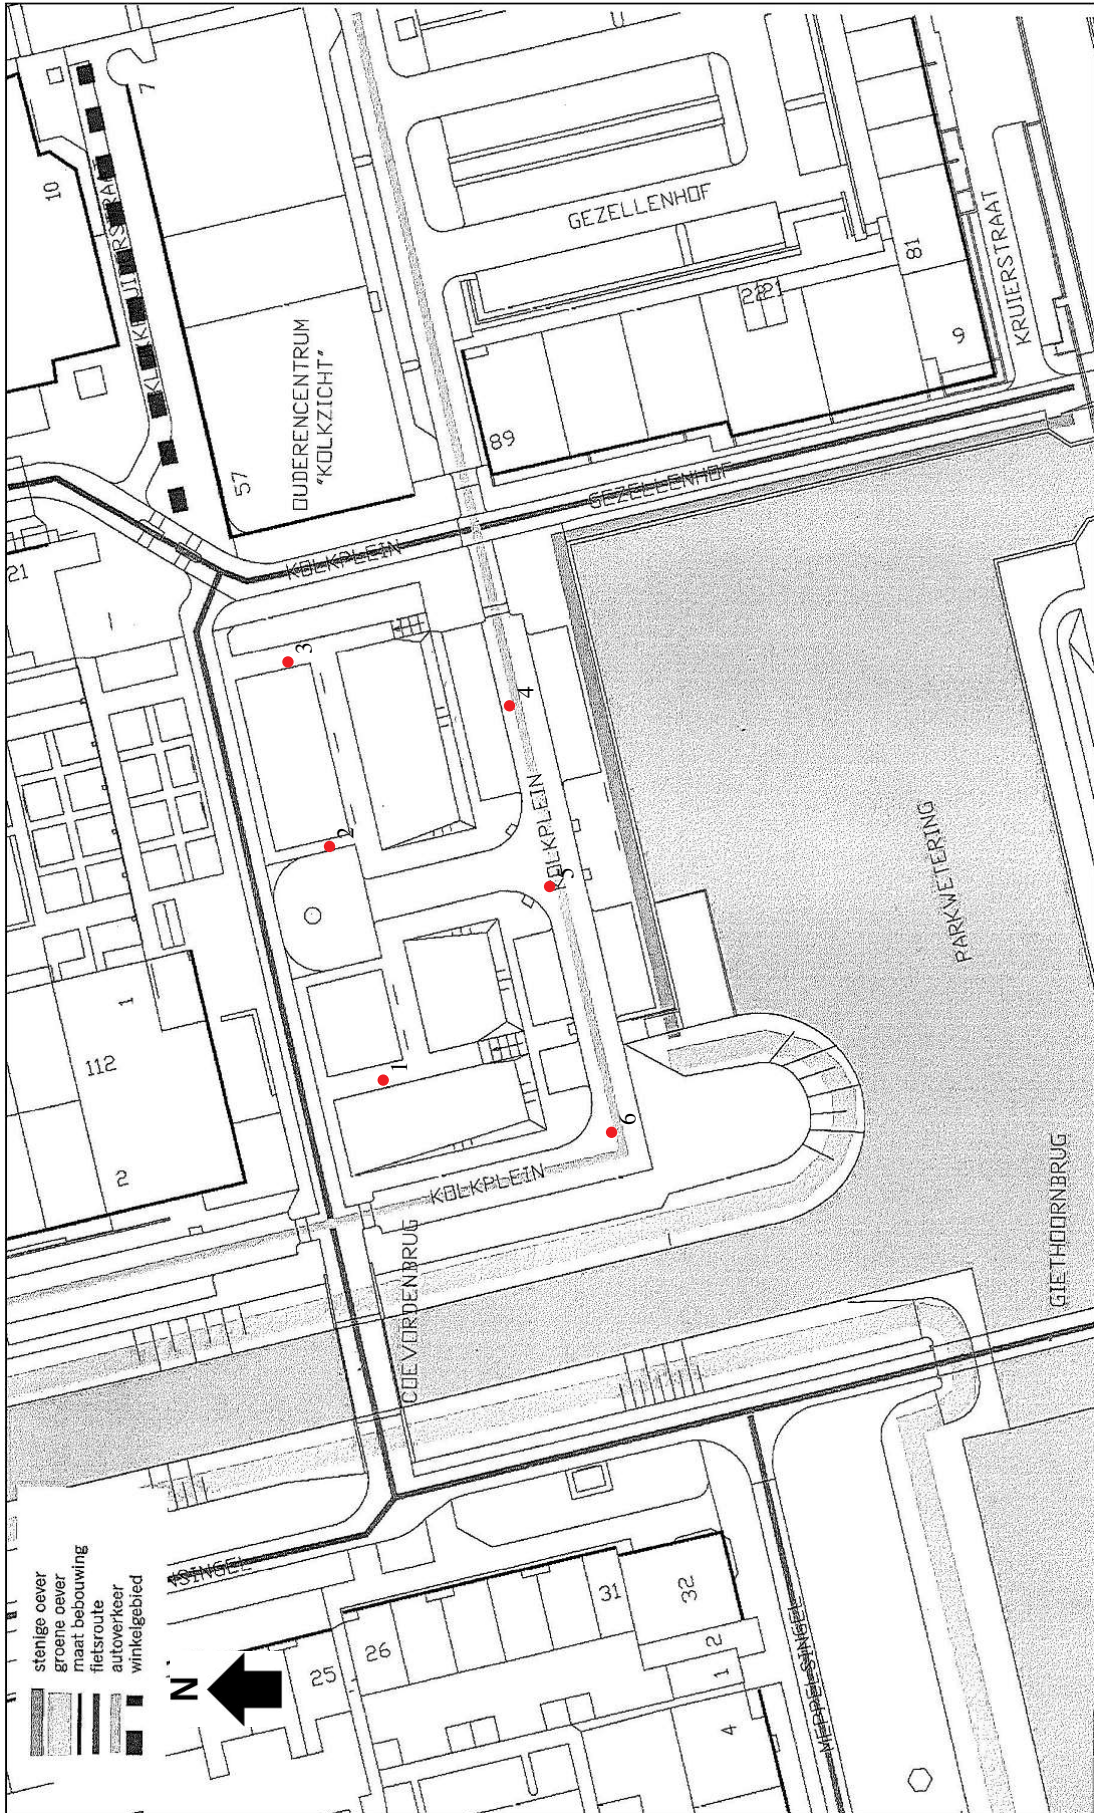 stenige oever
groene oever
maat bebouwing
fietsroute
autoverkeer
winkelgebied
N
10
7
57
OUDERENCENTRUM
"KOLKZICHT"
GEZELLENHOF
22
21
81
9
KRUIERSTRAAT
89
GEZELLENHOF
KOLKPLEIN
21
3
4
2
KOLKPLEIN
5
1
6
KOLKPLEIN
1
112
2
COEVORDENBRUG
PARKWETERING
GIETHOORNBRUG
NSINGEL
25
26
31
32
2
1
4
MEPPELSINGEL